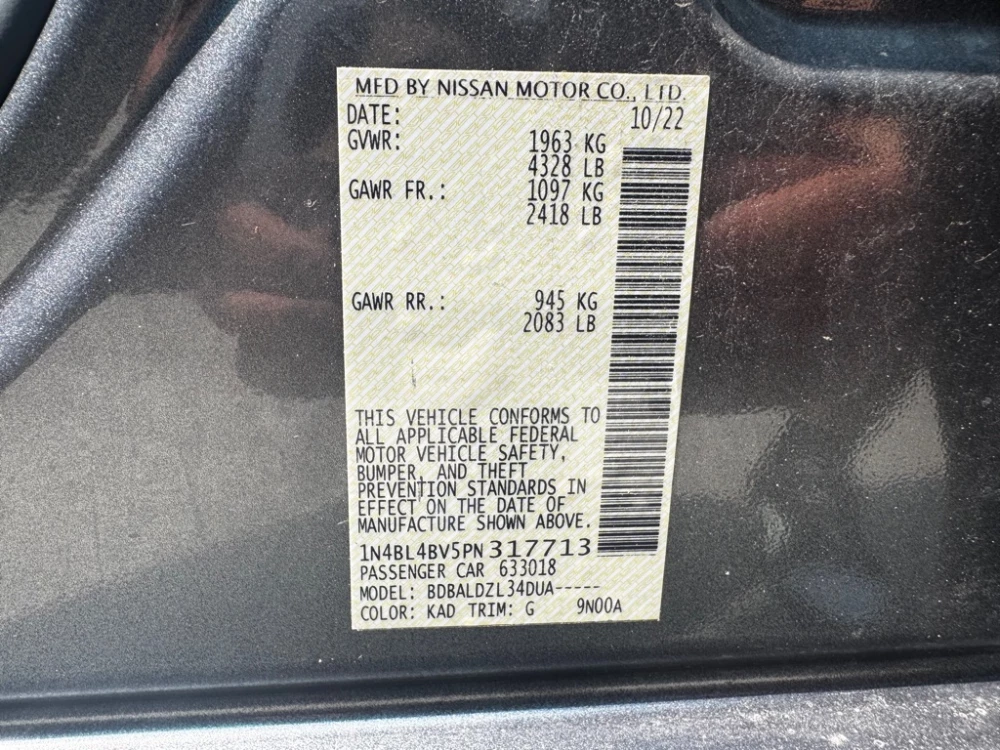 MFD BY NISSAN MOTOR CO., LTD.
DATE: 10/22
GVWR: 1963 KG
4328 LB
GAWR FR.: 1097 KG
2418 LB
GAWR RR.: 945 KG
2083 LB
THIS VEHICLE CONFORMS TO
ALL APPLICABLE FEDERAL
MOTOR VEHICLE SAFETY,
BUMPER, AND THEFT
PREVENTION STANDARDS IN
EFFECT ON THE DATE OF
MANUFACTURE SHOWN ABOVE.
1N4BL4BV5PN317713
PASSENGER CAR 633018
MODEL: BDBALDZL34DUA-----
COLOR: KAD TRIM: G 9N00A